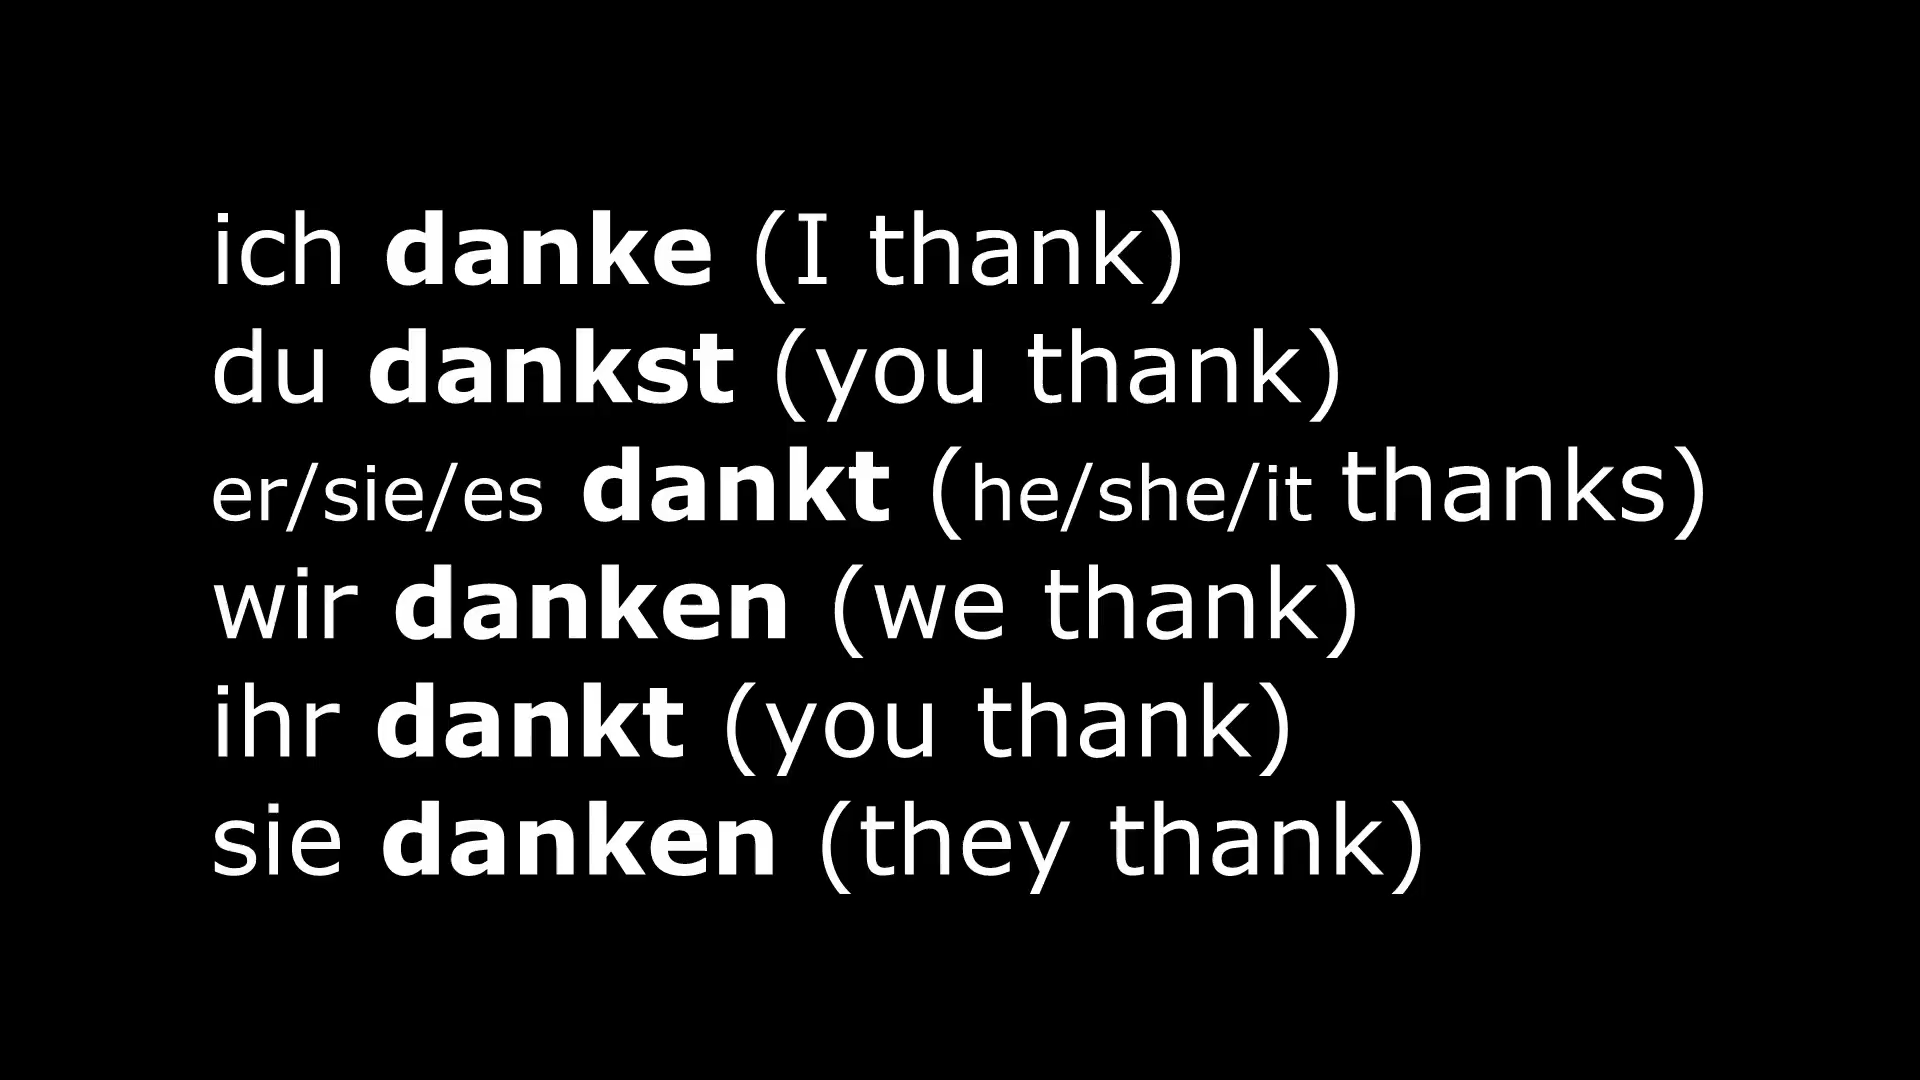 ich danke (I thank)
du dankst (you thank)
er/sie/es dankt (he/she/it thanks)
wir danken (we thank)
ihr dankt (you thank)
sie danken (they thank)